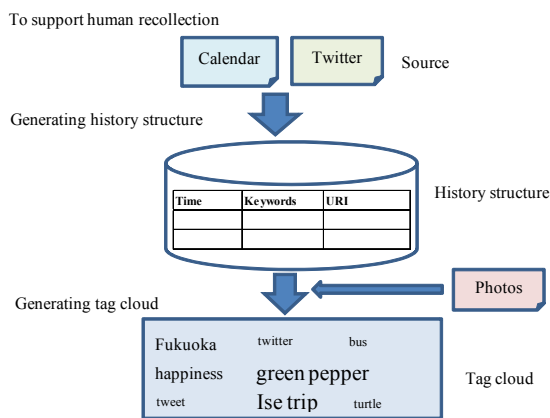 To support human recollection
Calendar Twitter Source
Generating history structure
Time Keywords URI
History structure
Generating tag cloud
Photos
Fukuoka twitter bus
happiness green pepper
Tag cloud
tweet Ise trip turtle